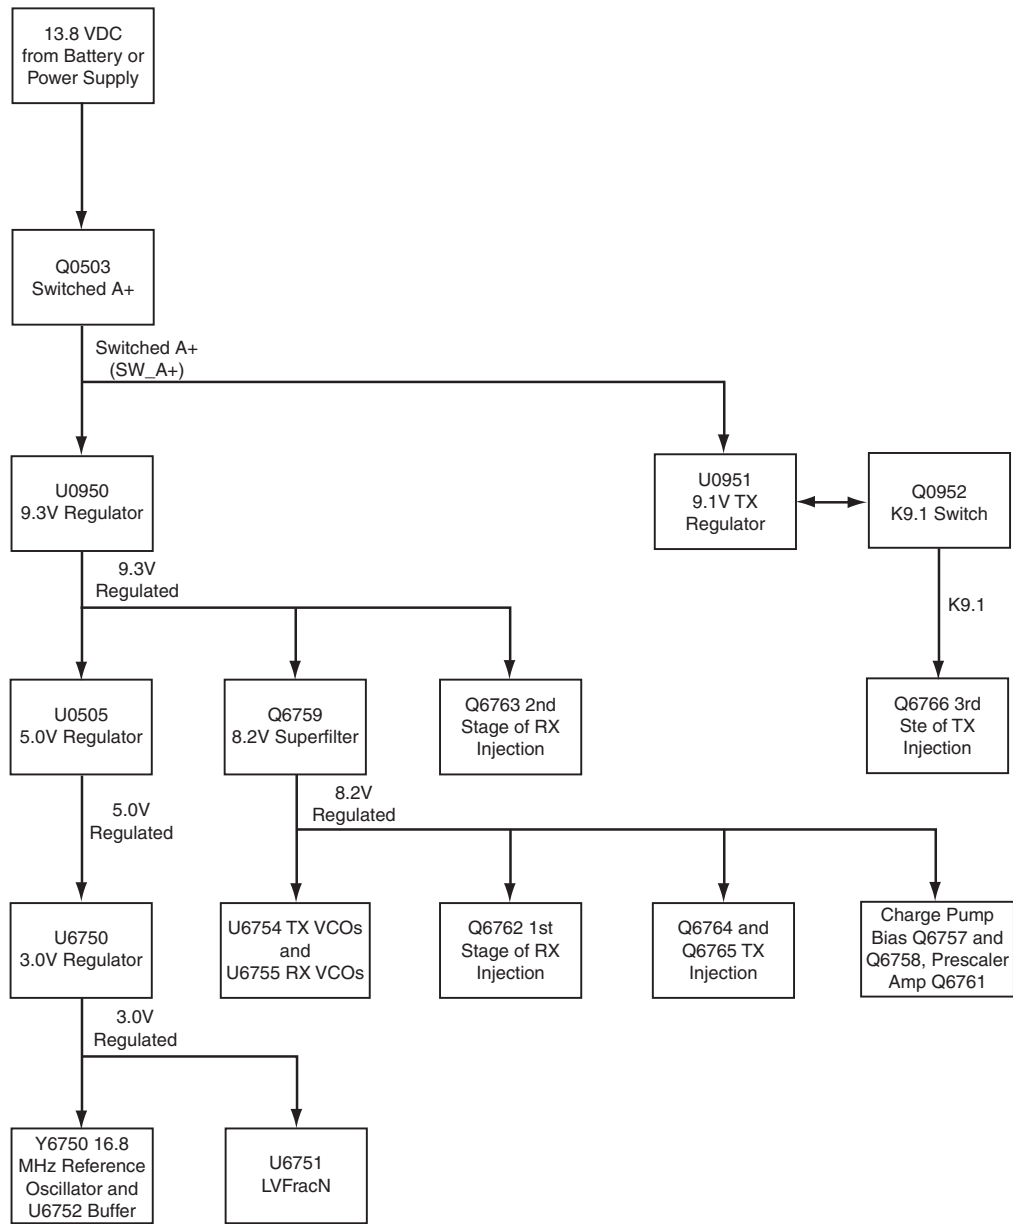 13.8 VDC
from Battery or
Power Supply
Q0503
Switched A+
Switched A+
(SW_A+)
U0950
9.3V Regulator
U0951
9.1V TX
Regulator
Q0952
K9.1 Switch
9.3V
Regulated
K9.1
U0505
5.0V Regulator
Q6759
8.2V Superfilter
Q6763 2nd
Stage of RX
Injection
Q6766 3rd
Ste of TX
Injection
5.0V
Regulated
8.2V
Regulated
U6750
3.0V Regulator
U6754 TX VCOs
and
U6755 RX VCOs
Q6762 1st
Stage of RX
Injection
Q6764 and
Q6765 TX
Injection
Charge Pump
Bias Q6757 and
Q6758, Prescaler
Amp Q6761
3.0V
Regulated
Y6750 16.8
MHz Reference
Oscillator and
U6752 Buffer
U6751
LVFracN